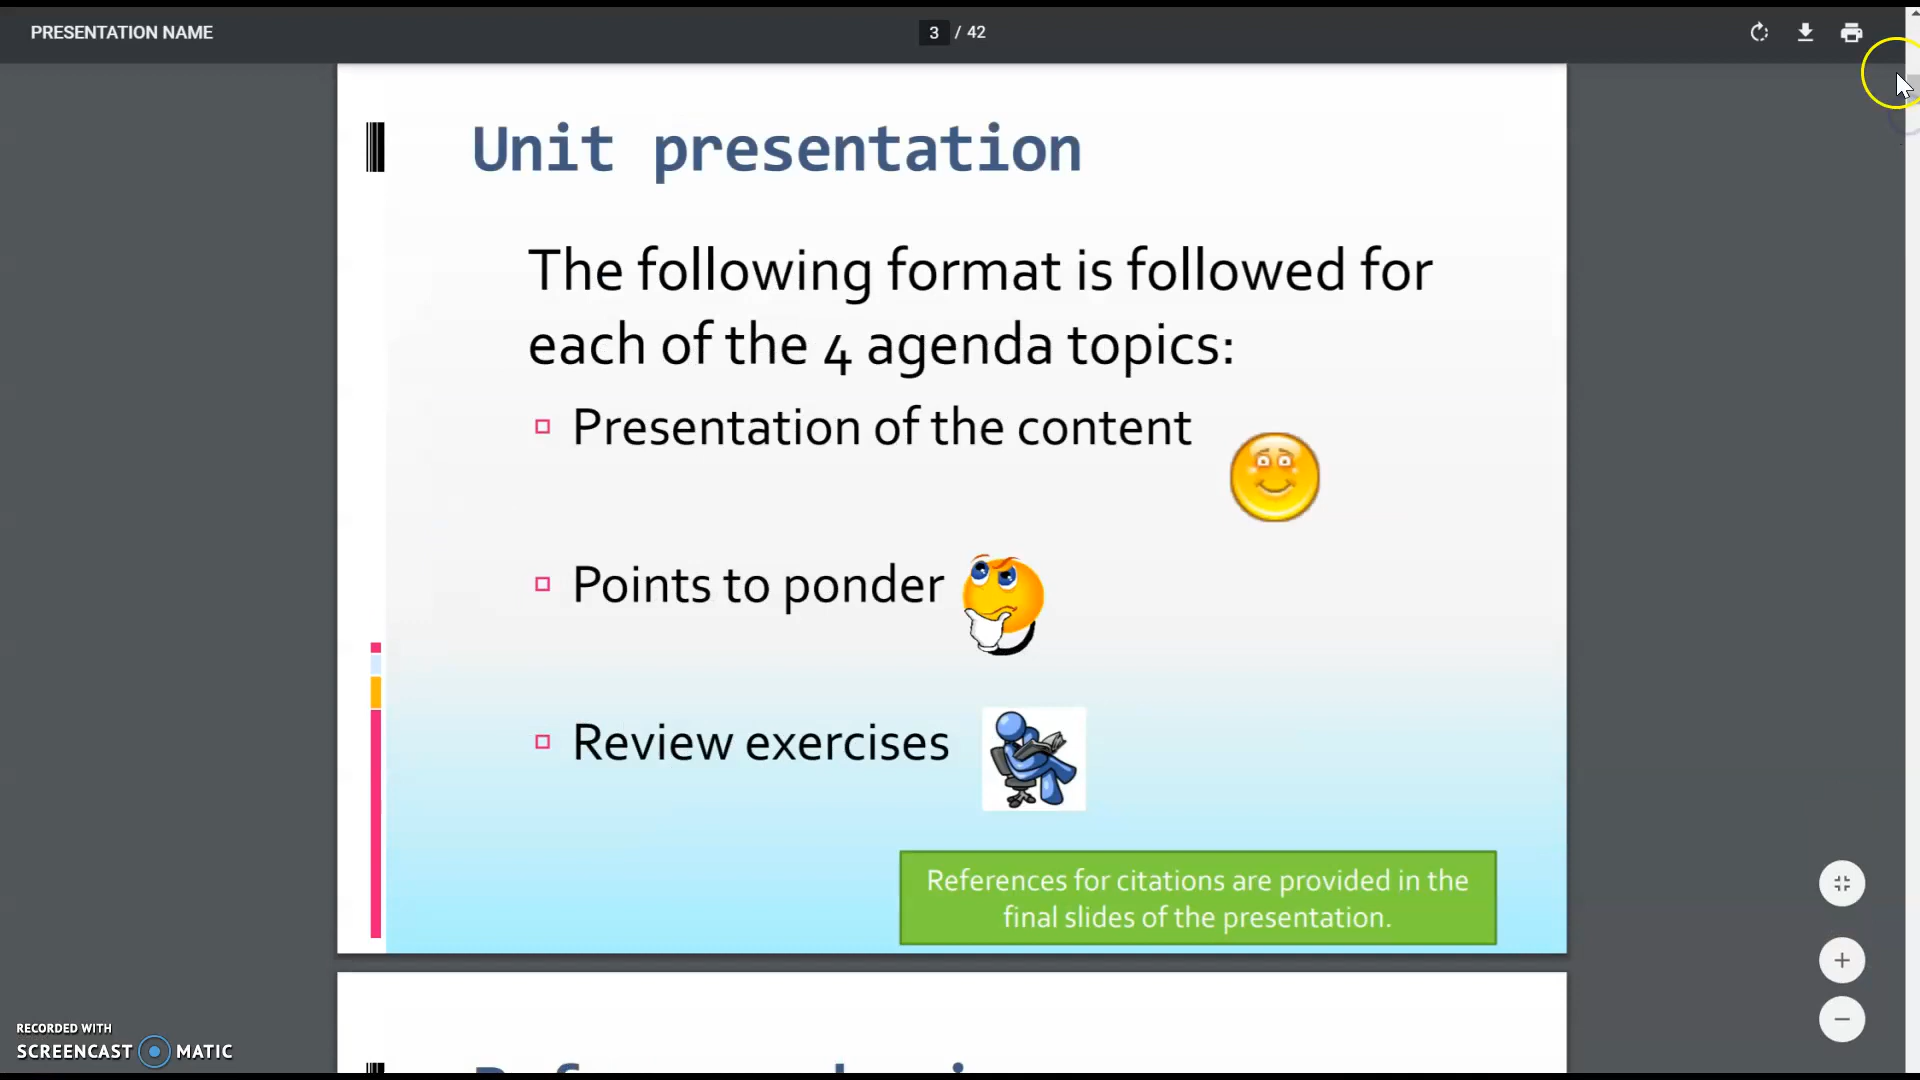 PRESENTATION NAME
3 / 42
Unit presentation
The following format is followed for
each of the 4 agenda topics:
Presentation of the content
Points to ponder
Review exercises
References for citations are provided in the
final slides of the presentation.
RECORDED WITH
SCREENCAST MATIC